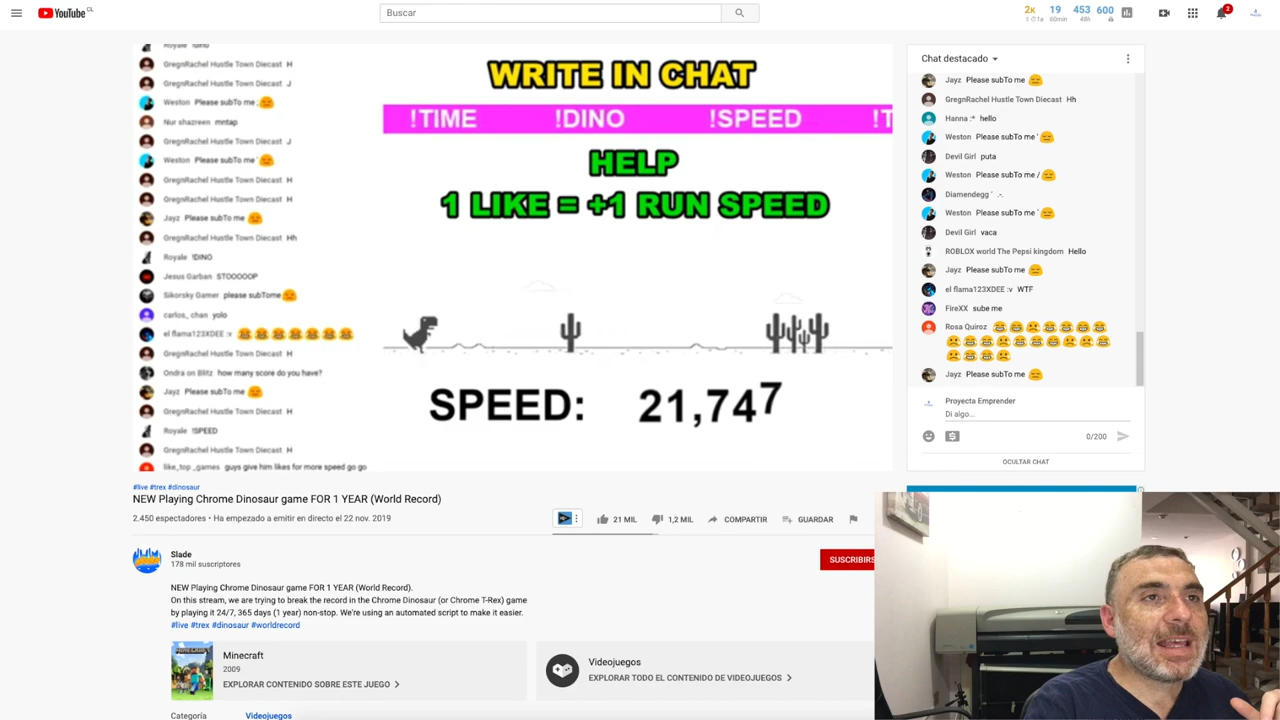 YouTube CL
Buscar
2K 19 453 600
1a 60min 48h
2
Royale !DINO
GregnRachel Hustle Town Diecast H
GregnRachel Hustle Town Diecast J
Weston Please subTo me
Nur shazreen mntap
GregnRachel Hustle Town Diecast J
Weston Please subTo me '
GregnRachel Hustle Town Diecast H
GregnRachel Hustle Town Diecast H
Jayz Please subTo me
GregnRachel Hustle Town Diecast Hh
Royale !DINO
Jesus Garban STOOOOOP
Sikorsky Gamer please subTome
carlos_ chan yolo
el flama123XDEE :v
GregnRachel Hustle Town Diecast H
Ondra on Blitz how many score do you have?
Jayz Please subTo me
GregnRachel Hustle Town Diecast H
Royale !SPEED
GregnRachel Hustle Town Diecast H
like_top _games guys give him likes for more speed go go
WRITE IN CHAT
!TIME !DINO !SPEED !T
HELP
1 LIKE = +1 RUN SPEED
SPEED: 21,747
Chat destacado
Jayz Please subTo me
GregnRachel Hustle Town Diecast Hh
Hanna :* hello
Weston Please subTo me '
Devil Girl puta
Weston Please subTo me /
Diamendegg ` .-.
Weston Please subTo me '
Devil Girl vaca
ROBLOX world The Pepsi kingdom Hello
Jayz Please subTo me
el flama123XDEE :v WTF
FireXX sube me
Rosa Quiroz
Jayz Please subTo me
Proyecta Emprender
Di algo...
0/200
OCULTAR CHAT
#live #trex #dinosaur
NEW Playing Chrome Dinosaur game FOR 1 YEAR (World Record)
2.450 espectadores • Ha empezado a emitir en directo el 22 nov. 2019
21 MIL 1,2 MIL COMPARTIR GUARDAR
Slade
178 mil suscriptores
SUSCRIBIRS
NEW Playing Chrome Dinosaur game FOR 1 YEAR (World Record).
On this stream, we are trying to break the record in the Chrome Dinosaur (or Chrome T-Rex) game
by playing it 24/7, 365 days (1 year) non-stop. We're using an automated script to make it easier.
#live #trex #dinosaur #worldrecord
Minecraft
2009
EXPLORAR CONTENIDO SOBRE ESTE JUEGO
Videojuegos
EXPLORAR TODO EL CONTENIDO DE VIDEOJUEGOS
Categoría Videojuegos